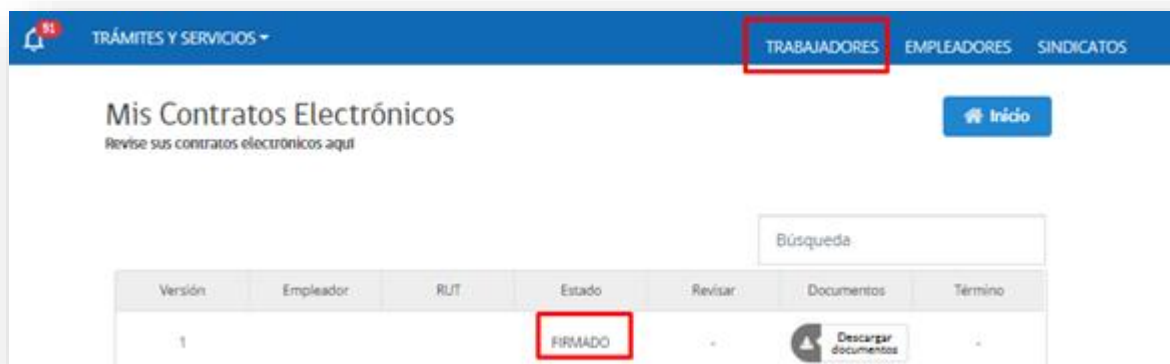 51
TRÁMITES Y SERVICIOS
TRABAJADORES EMPLEADORES SINDICATOS
Mis Contratos Electrónicos
Inicio
Revise sus contratos electrónicos aquí
Búsqueda
Versión Empleador RUT Estado Revisar Documentos Término
1 FIRMADO - Descargar documentos -